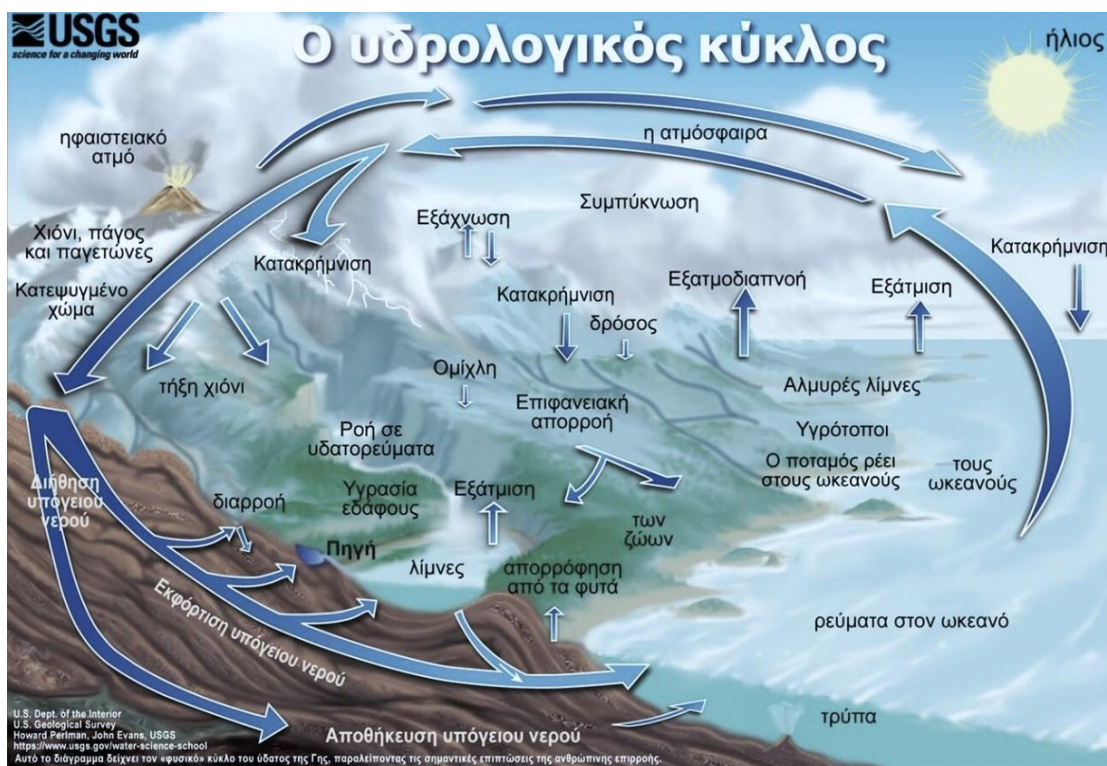 USGS
science for a changing world
Ο υδρολογικός κύκλος
ήλιος
ηφαιστειακό
ατμό
η ατμόσφαιρα
Χιόνι, πάγος
και παγετώνες
Κατεψυγμένο
χώμα
Κατακρήμνιση
Εξάχνωση
Συμπύκνωση
Κατακρήμνιση
Εξατμοδιαπνοή
Εξάτμιση
Κατακρήμνιση
δρόσος
τήξη χιόνι
Ομίχλη
Επιφανειακή
απορροή
Αλμυρές λίμνες
Ροή σε
υδατορεύματα
Υγρότοποι
Ο ποταμός ρέει
στους ωκεανούς
τους
ωκεανούς
Διήθηση
υπόγειου
νερού
διαρροή
Υγρασία
εδάφους
Εξάτμιση
των
ζώων
Πηγή
λίμνες
απορρόφηση
από τα φυτά
Εκφόρτιση υπόγειου νερού
ρεύματα στον ωκεανό
τρύπα
Αποθήκευση υπόγειου νερού
U.S. Dept. of the Interior
U.S. Geological Survey
Howard Perlman, John Evans, USGS
https://www.usgs.gov/water-science-school
Αυτό το διάγραμμα δείχνει τον «φυσικό» κύκλο του ύδατος της Γης, παραλείποντας τις σημαντικές επιπτώσεις της ανθρώπινης επιρροής.